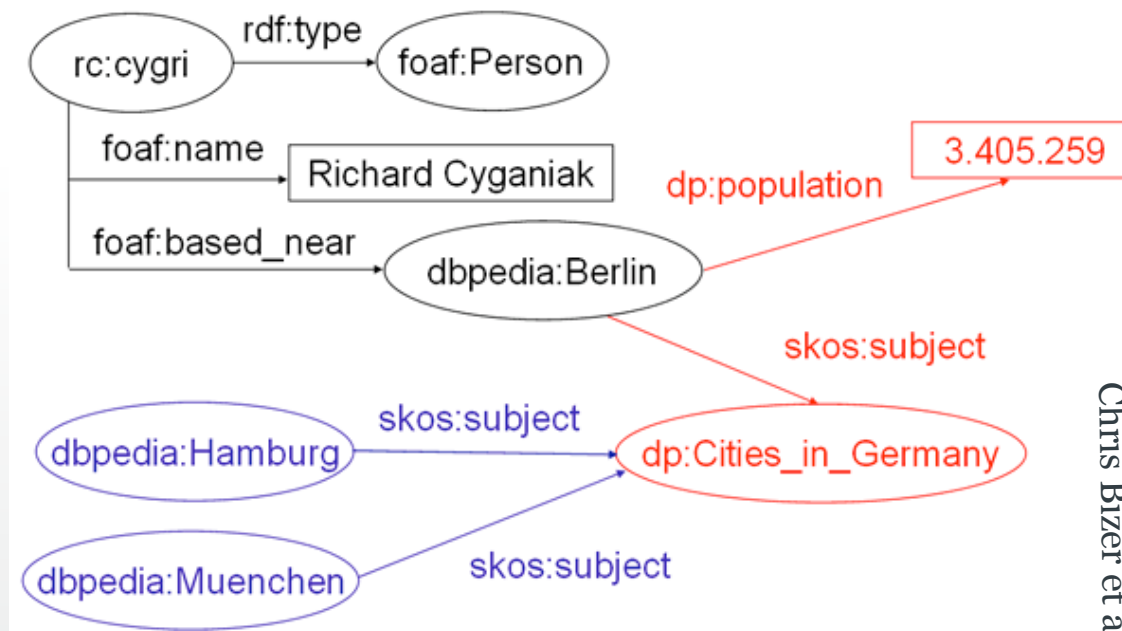 rdf:type
rc:cygri
foaf:Person
foaf:name
Richard Cyganiak
3.405.259
dp:population
foaf:based_near
dbpedia:Berlin
skos:subject
skos:subject
dbpedia:Hamburg
dp:Cities_in_Germany
skos:subject
dbpedia:Muenchen
Chris Bizer et a